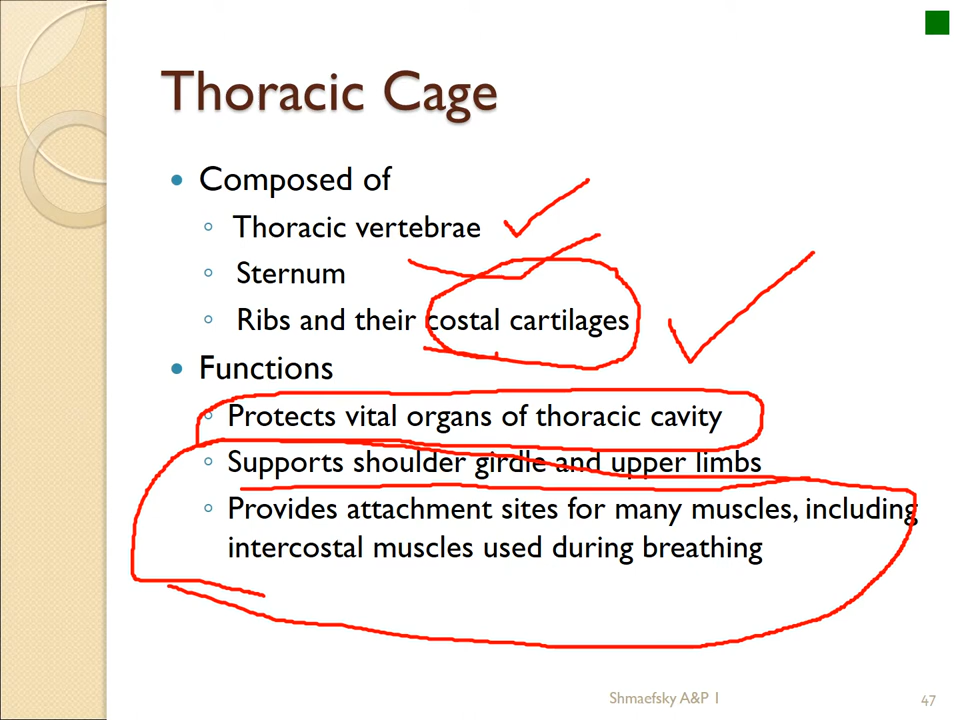 Thoracic Cage
Composed of
Thoracic vertebrae
Sternum
Ribs and their costal cartilages
Functions
Protects vital organs of thoracic cavity
Supports shoulder girdle and upper limbs
Provides attachment sites for many muscles, including
intercostal muscles used during breathing
Shmaefsky A&P 1
47